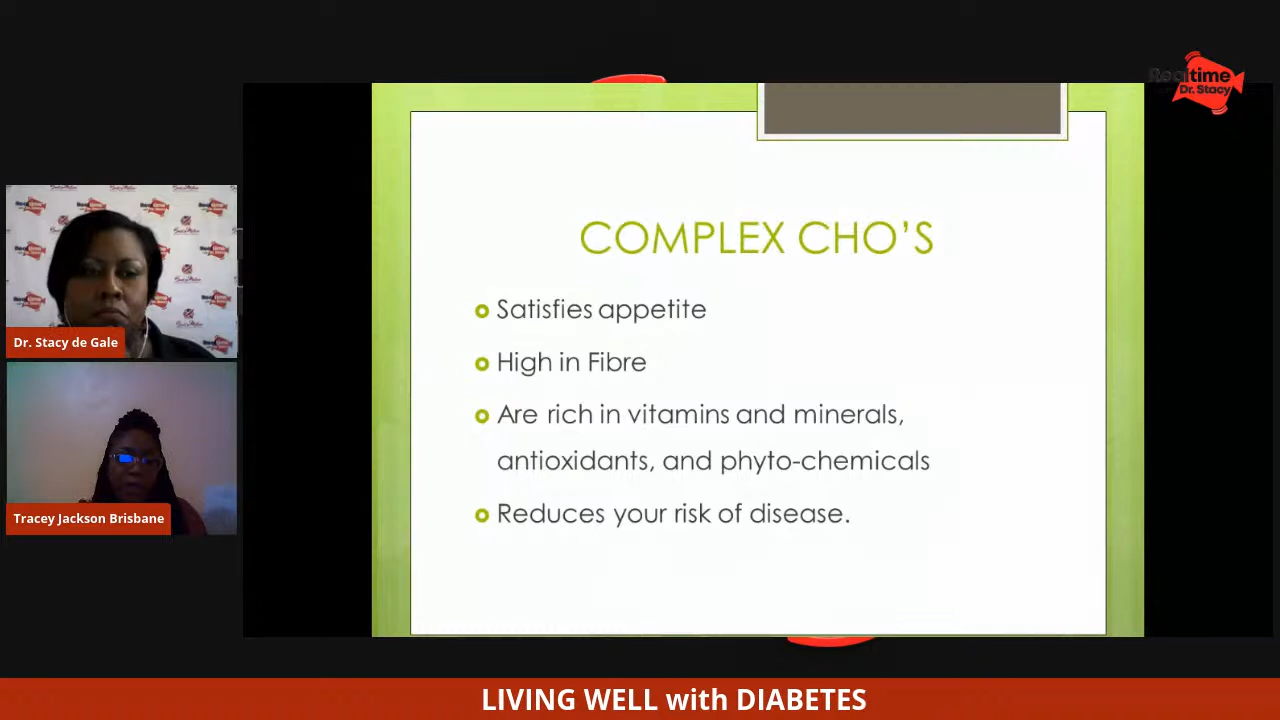 Realtime
Dr. Stacy
COMPLEX CHO’S
Satisfies appetite
High in Fibre
Are rich in vitamins and minerals,
antioxidants, and phyto-chemicals
Reduces your risk of disease.
Dr. Stacy de Gale
Tracey Jackson Brisbane
LIVING WELL with DIABETES